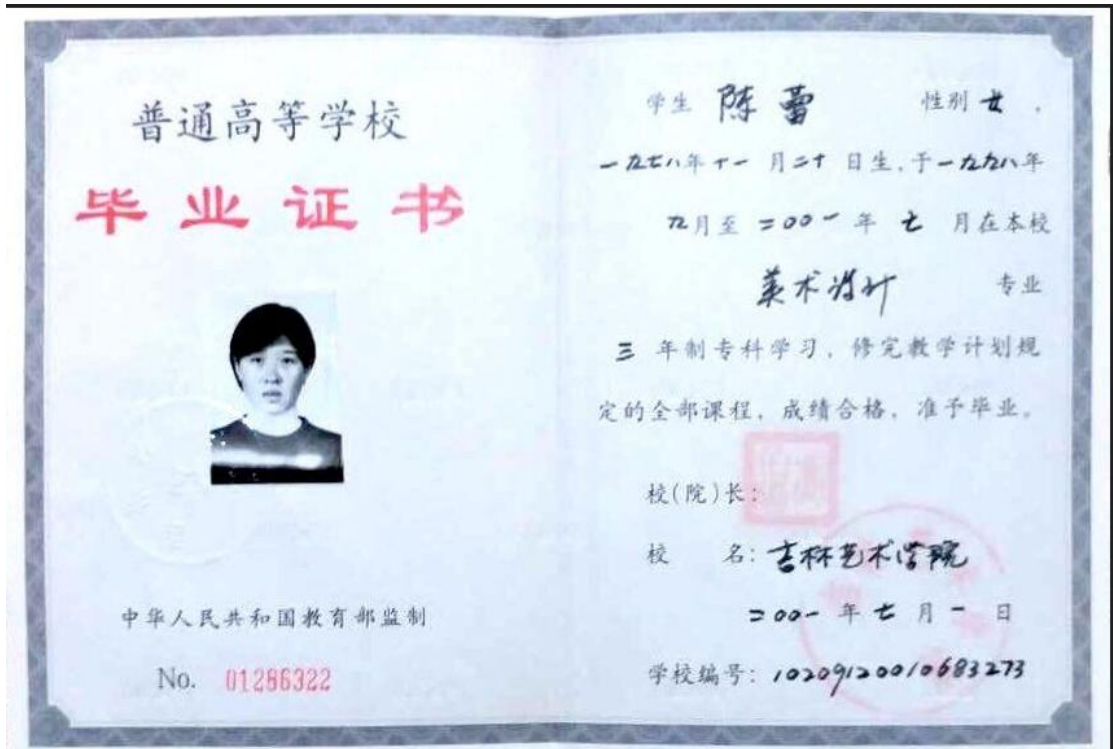 普通高等学校
毕业证书
中华人民共和国教育部监制
No. 01286322
学生 陈蕾 性别 女 ，
一九七八年十一月二十日生，于一九九八年
九月至二〇〇一年七月在本校
美术设计 专业
三年制专科学习，修完教学计划规
定的全部课程，成绩合格，准予毕业。
校(院)长：
校 名：吉林艺术学院
二〇〇一年七月一日
学校编号：10209120010683273